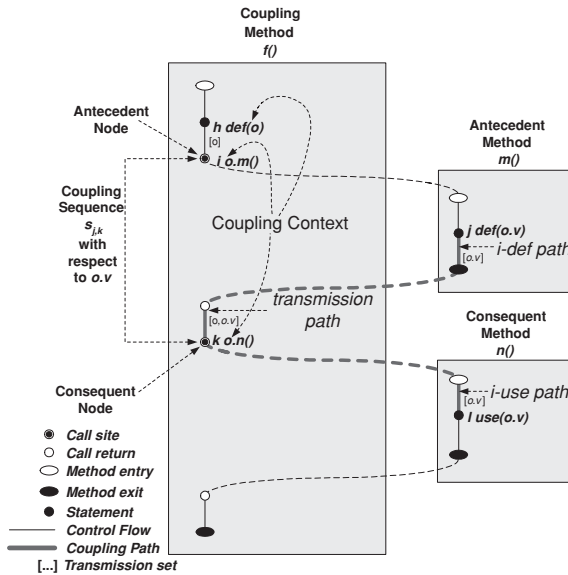 Coupling
Method
f()
Antecedent
Node
h def(o)
[o]
i o.m()
Antecedent
Method
m()
Coupling
Sequence
s_{j,k}
with
respect
to o.v
Coupling Context
j def(o.v)
i-def path
[o.v]
transmission
path
[o,o.v]
k o.n()
Consequent
Method
n()
Consequent
Node
i-use path
[o.v]
l use(o.v)
Call site
Call return
Method entry
Method exit
Statement
Control Flow
Coupling Path
[...] Transmission set